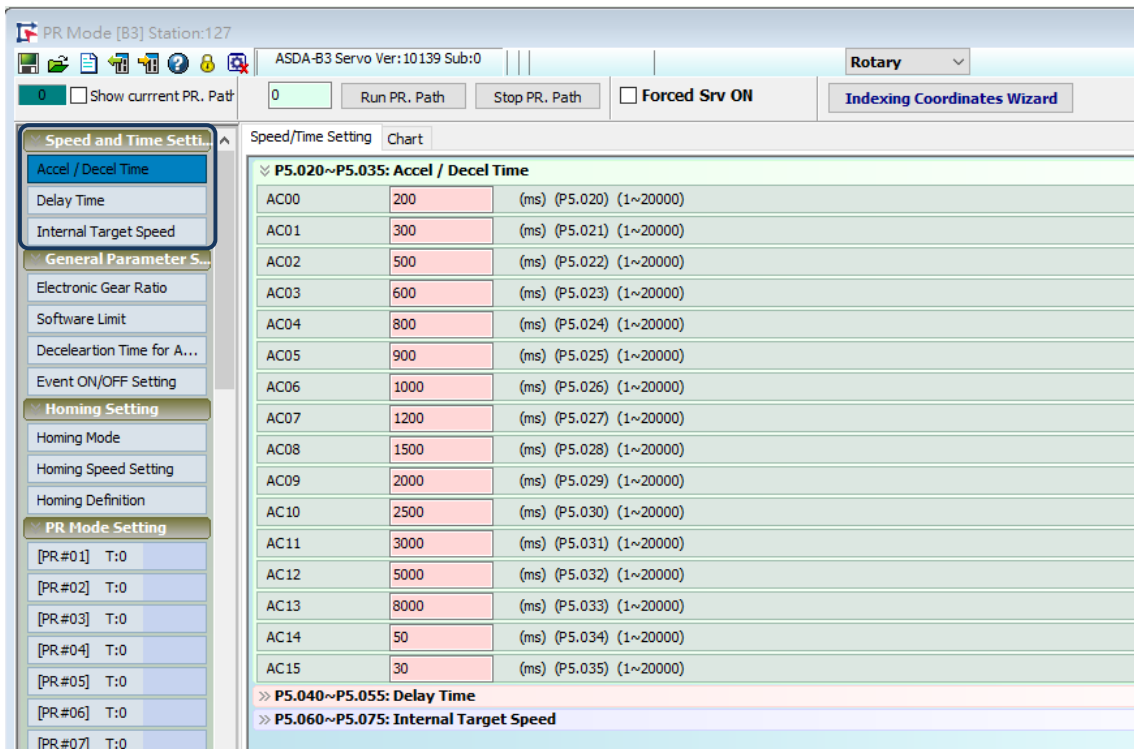 PR Mode [B3] Station:127
ASDA-B3 Servo Ver:10139 Sub:0
Rotary
0 Show currrent PR. Path
0
Run PR. Path
Stop PR. Path
Forced Srv ON
Indexing Coordinates Wizard
Speed and Time Setti...
Accel / Decel Time
Delay Time
Internal Target Speed
General Parameter S...
Electronic Gear Ratio
Software Limit
Deceleartion Time for A...
Event ON/OFF Setting
Homing Setting
Homing Mode
Homing Speed Setting
Homing Definition
PR Mode Setting
[PR#01] T:0
[PR#02] T:0
[PR#03] T:0
[PR#04] T:0
[PR#05] T:0
[PR#06] T:0
[PR#07] T:0
Speed/Time Setting
Chart
P5.020~P5.035: Accel / Decel Time
AC00 200 (ms) (P5.020) (1~20000)
AC01 300 (ms) (P5.021) (1~20000)
AC02 500 (ms) (P5.022) (1~20000)
AC03 600 (ms) (P5.023) (1~20000)
AC04 800 (ms) (P5.024) (1~20000)
AC05 900 (ms) (P5.025) (1~20000)
AC06 1000 (ms) (P5.026) (1~20000)
AC07 1200 (ms) (P5.027) (1~20000)
AC08 1500 (ms) (P5.028) (1~20000)
AC09 2000 (ms) (P5.029) (1~20000)
AC10 2500 (ms) (P5.030) (1~20000)
AC11 3000 (ms) (P5.031) (1~20000)
AC12 5000 (ms) (P5.032) (1~20000)
AC13 8000 (ms) (P5.033) (1~20000)
AC14 50 (ms) (P5.034) (1~20000)
AC15 30 (ms) (P5.035) (1~20000)
P5.040~P5.055: Delay Time
P5.060~P5.075: Internal Target Speed